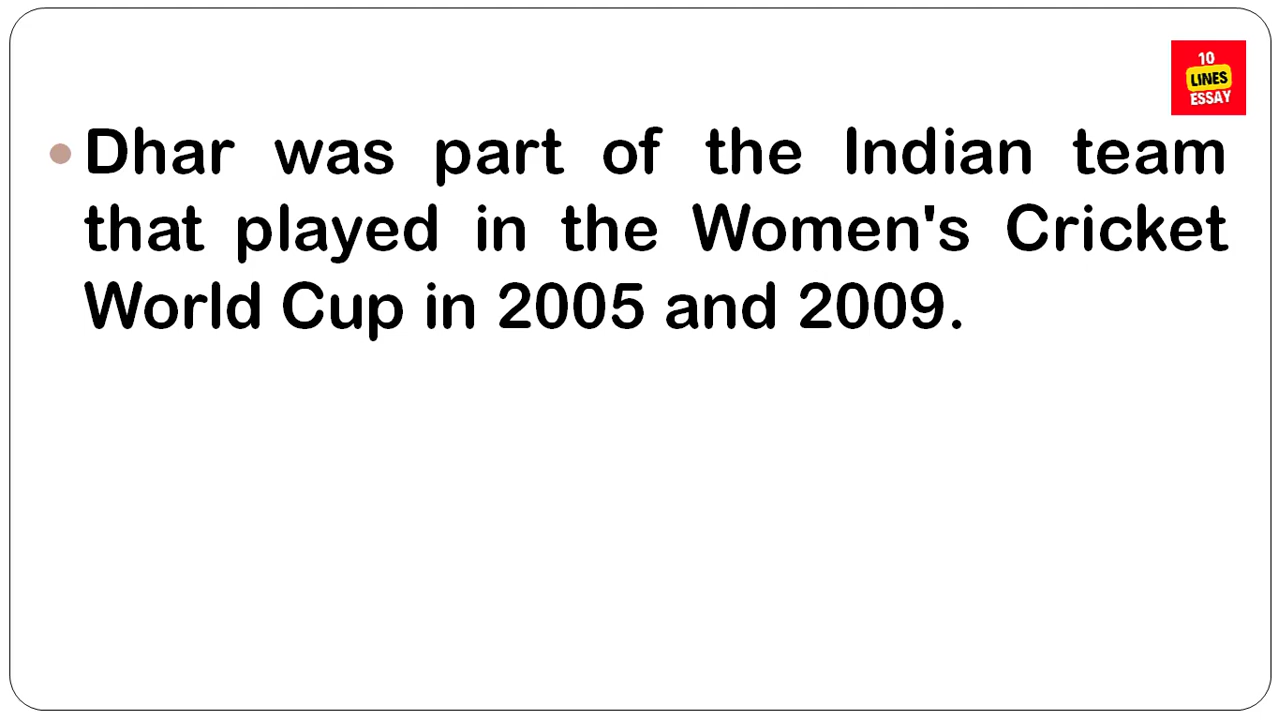 10
LINES
ESSAY
• Dhar was part of the Indian team
that played in the Women's Cricket
World Cup in 2005 and 2009.